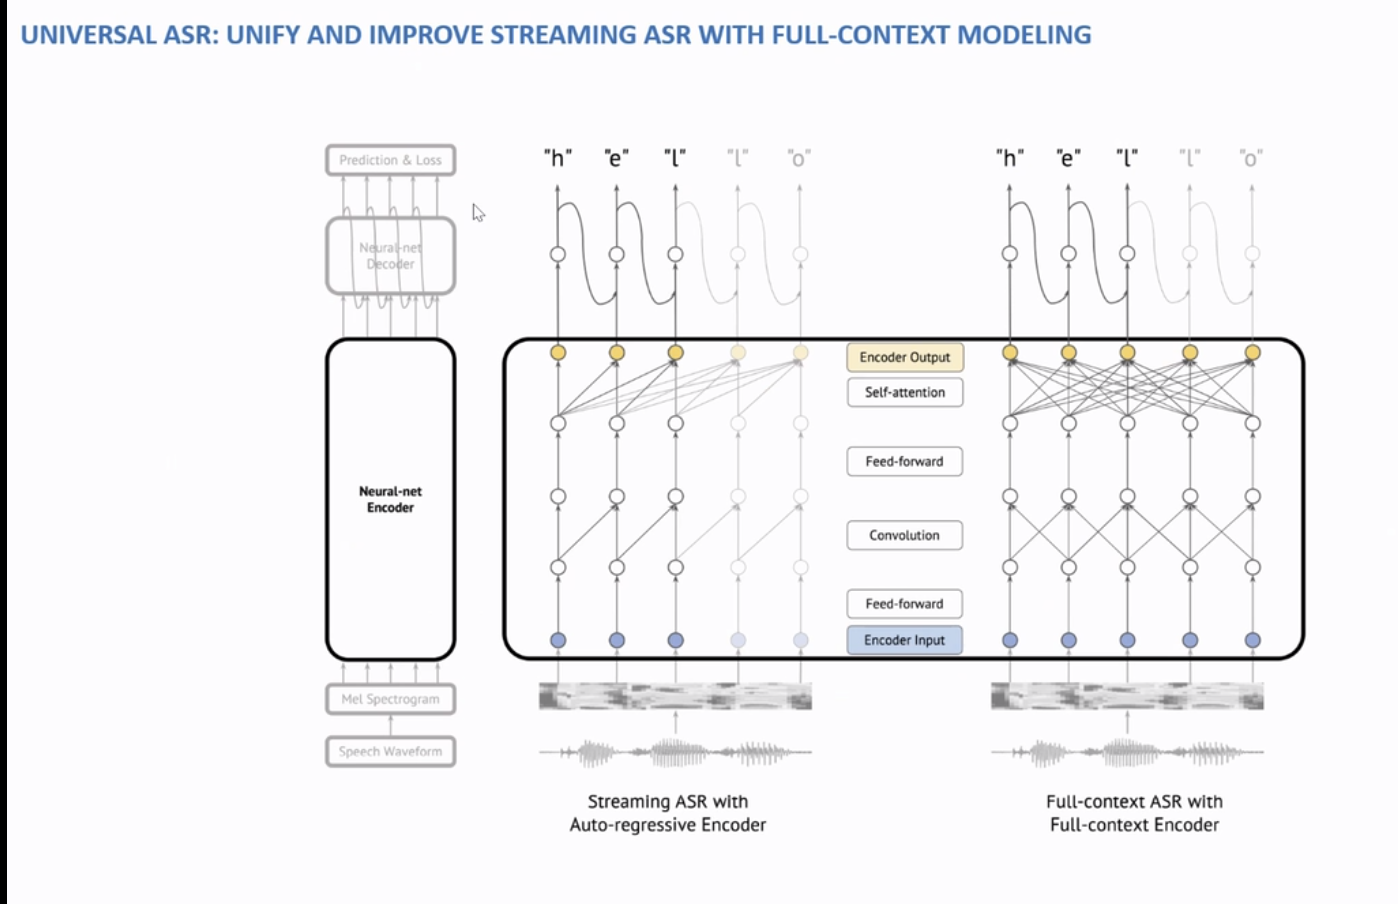 UNIVERSAL ASR: UNIFY AND IMPROVE STREAMING ASR WITH FULL-CONTEXT MODELING
Prediction & Loss
Neural-net
Decoder
Neural-net
Encoder
Mel Spectrogram
Speech Waveform
"h" "e" "l" "l" "o"
"h" "e" "l" "l" "o"
Encoder Output
Self-attention
Feed-forward
Convolution
Feed-forward
Encoder Input
Streaming ASR with
Auto-regressive Encoder
Full-context ASR with
Full-context Encoder